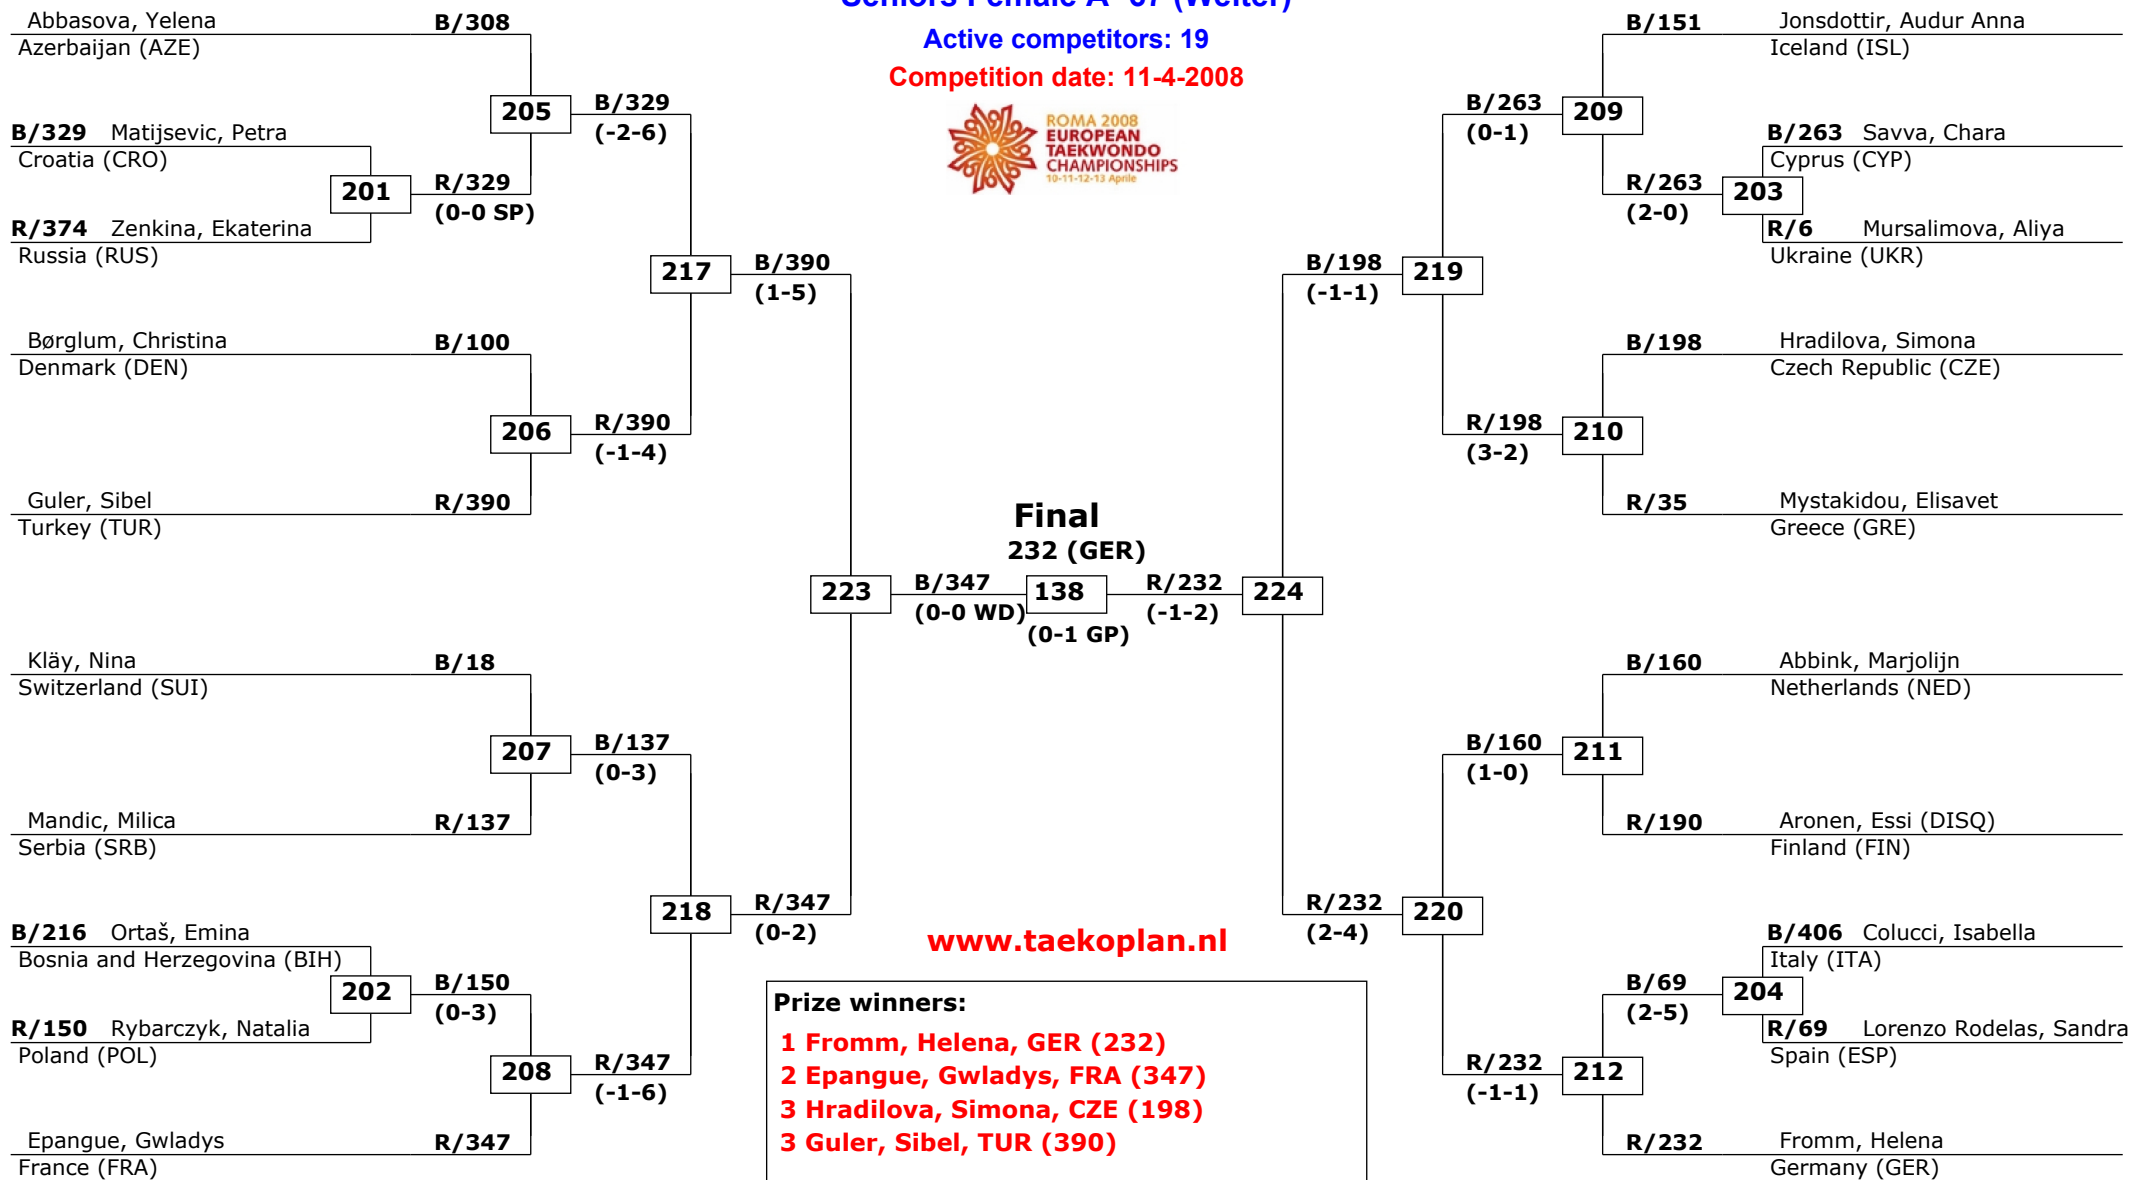 Seniors Female A -67 (Welter)
Active competitors: 19
Competition date: 11-4-2008
ROMA 2008
EUROPEAN
TAEKWONDO
CHAMPIONSHIPS
10-11-12-13 Aprile
Abbasova, Yelena B/308
Azerbaijan (AZE)
205 B/329
(-2-6)
B/329 Matijsevic, Petra
Croatia (CRO)
201 R/329
(0-0 SP)
R/374 Zenkina, Ekaterina
Russia (RUS)
217 B/390
(1-5)
Børglum, Christina B/100
Denmark (DEN)
206 R/390
(-1-4)
Guler, Sibel R/390
Turkey (TUR)
223 B/347
(0-0 WD)
Kläy, Nina B/18
Switzerland (SUI)
207 B/137
(0-3)
Mandic, Milica R/137
Serbia (SRB)
218 R/347
(0-2)
B/216 Ortaš, Emina
Bosnia and Herzegovina (BIH)
202 B/150
(0-3)
R/150 Rybarczyk, Natalia
Poland (POL)
208 R/347
(-1-6)
Epangue, Gwladys R/347
France (FRA)
Final
232 (GER)
138
(0-1 GP)
R/232 224
(-1-2)
B/151 Jonsdottir, Audur Anna
Iceland (ISL)
B/263 209
(0-1)
B/263 Savva, Chara
Cyprus (CYP)
R/263 203
(2-0)
R/6 Mursalimova, Aliya
Ukraine (UKR)
B/198 219
(-1-1)
B/198 Hradilova, Simona
Czech Republic (CZE)
R/198 210
(3-2)
R/35 Mystakidou, Elisavet
Greece (GRE)
B/160 Abbink, Marjolijn
Netherlands (NED)
B/160 211
(1-0)
R/190 Aronen, Essi (DISQ)
Finland (FIN)
R/232 220
(2-4)
B/406 Colucci, Isabella
Italy (ITA)
B/69 204
(2-5)
R/69 Lorenzo Rodelas, Sandra
Spain (ESP)
R/232 212
(-1-1)
R/232 Fromm, Helena
Germany (GER)
www.taekoplan.nl
Prize winners:
1 Fromm, Helena, GER (232)
2 Epangue, Gwladys, FRA (347)
3 Hradilova, Simona, CZE (198)
3 Guler, Sibel, TUR (390)